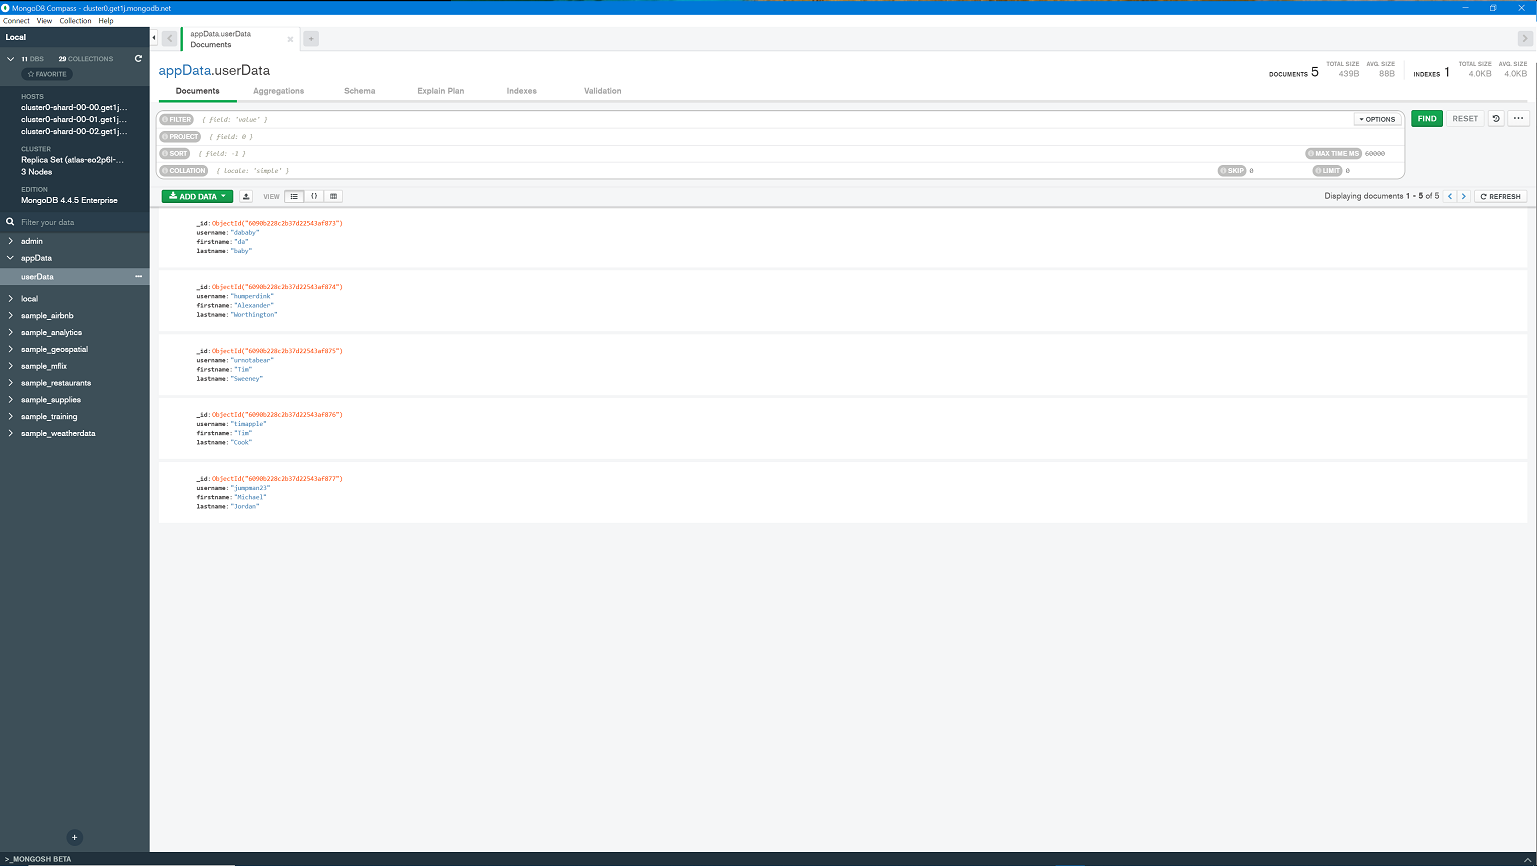 MongoDB Compass - cluster0.get1j.mongodb.net
Connect View Collection Help
Local
11 DBS 29 COLLECTIONS
FAVORITE
HOSTS
cluster0-shard-00-00.get1j...
cluster0-shard-00-01.get1j...
cluster0-shard-00-02.get1j...
CLUSTER
Replica Set (atlas-eo2p6l-...
3 Nodes
EDITION
MongoDB 4.4.5 Enterprise
Filter your data
admin
appData
userData
local
sample_airbnb
sample_analytics
sample_geospatial
sample_mflix
sample_restaurants
sample_supplies
sample_training
sample_weatherdata
>_MONGOSH BETA
appData.userData
Documents
appData.userData
DOCUMENTS 5 TOTAL SIZE 439B AVG. SIZE 88B
INDEXES 1 TOTAL SIZE 4.0KB AVG. SIZE 4.0KB
Documents Aggregations Schema Explain Plan Indexes Validation
FILTER { field: 'value' } OPTIONS FIND RESET
PROJECT { field: 0 }
SORT { field: -1 } MAX TIME MS 60000
COLLATION { locale: 'simple' } SKIP 0 LIMIT 0
ADD DATA VIEW {} Displaying documents 1 - 5 of 5 REFRESH
_id:ObjectId("6090b228c2b37d22543af873")
username:"dababy"
firstname:"da"
lastname:"baby"
_id:ObjectId("6090b228c2b37d22543af874")
username:"humperdink"
firstname:"Alexander"
lastname:"Worthington"
_id:ObjectId("6090b228c2b37d22543af875")
username:"urnotabear"
firstname:"Tim"
lastname:"Sweeney"
_id:ObjectId("6090b228c2b37d22543af876")
username:"timapple"
firstname:"Tim"
lastname:"Cook"
_id:ObjectId("6090b228c2b37d22543af877")
username:"jumpman23"
firstname:"Michael"
lastname:"Jordan"